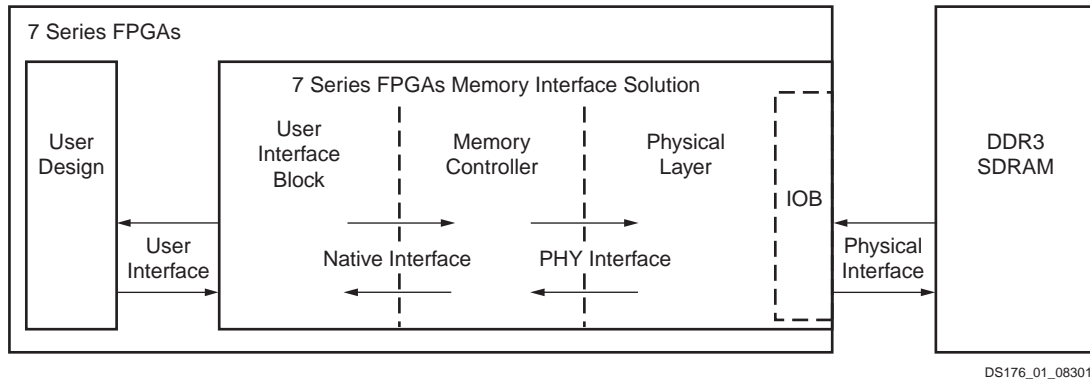 7 Series FPGAs
7 Series FPGAs Memory Interface Solution
User
Design
User
Interface
Block
Memory
Controller
Physical
Layer
IOB
DDR3
SDRAM
User
Interface
Native Interface
PHY Interface
Physical
Interface
DS176_01_08301